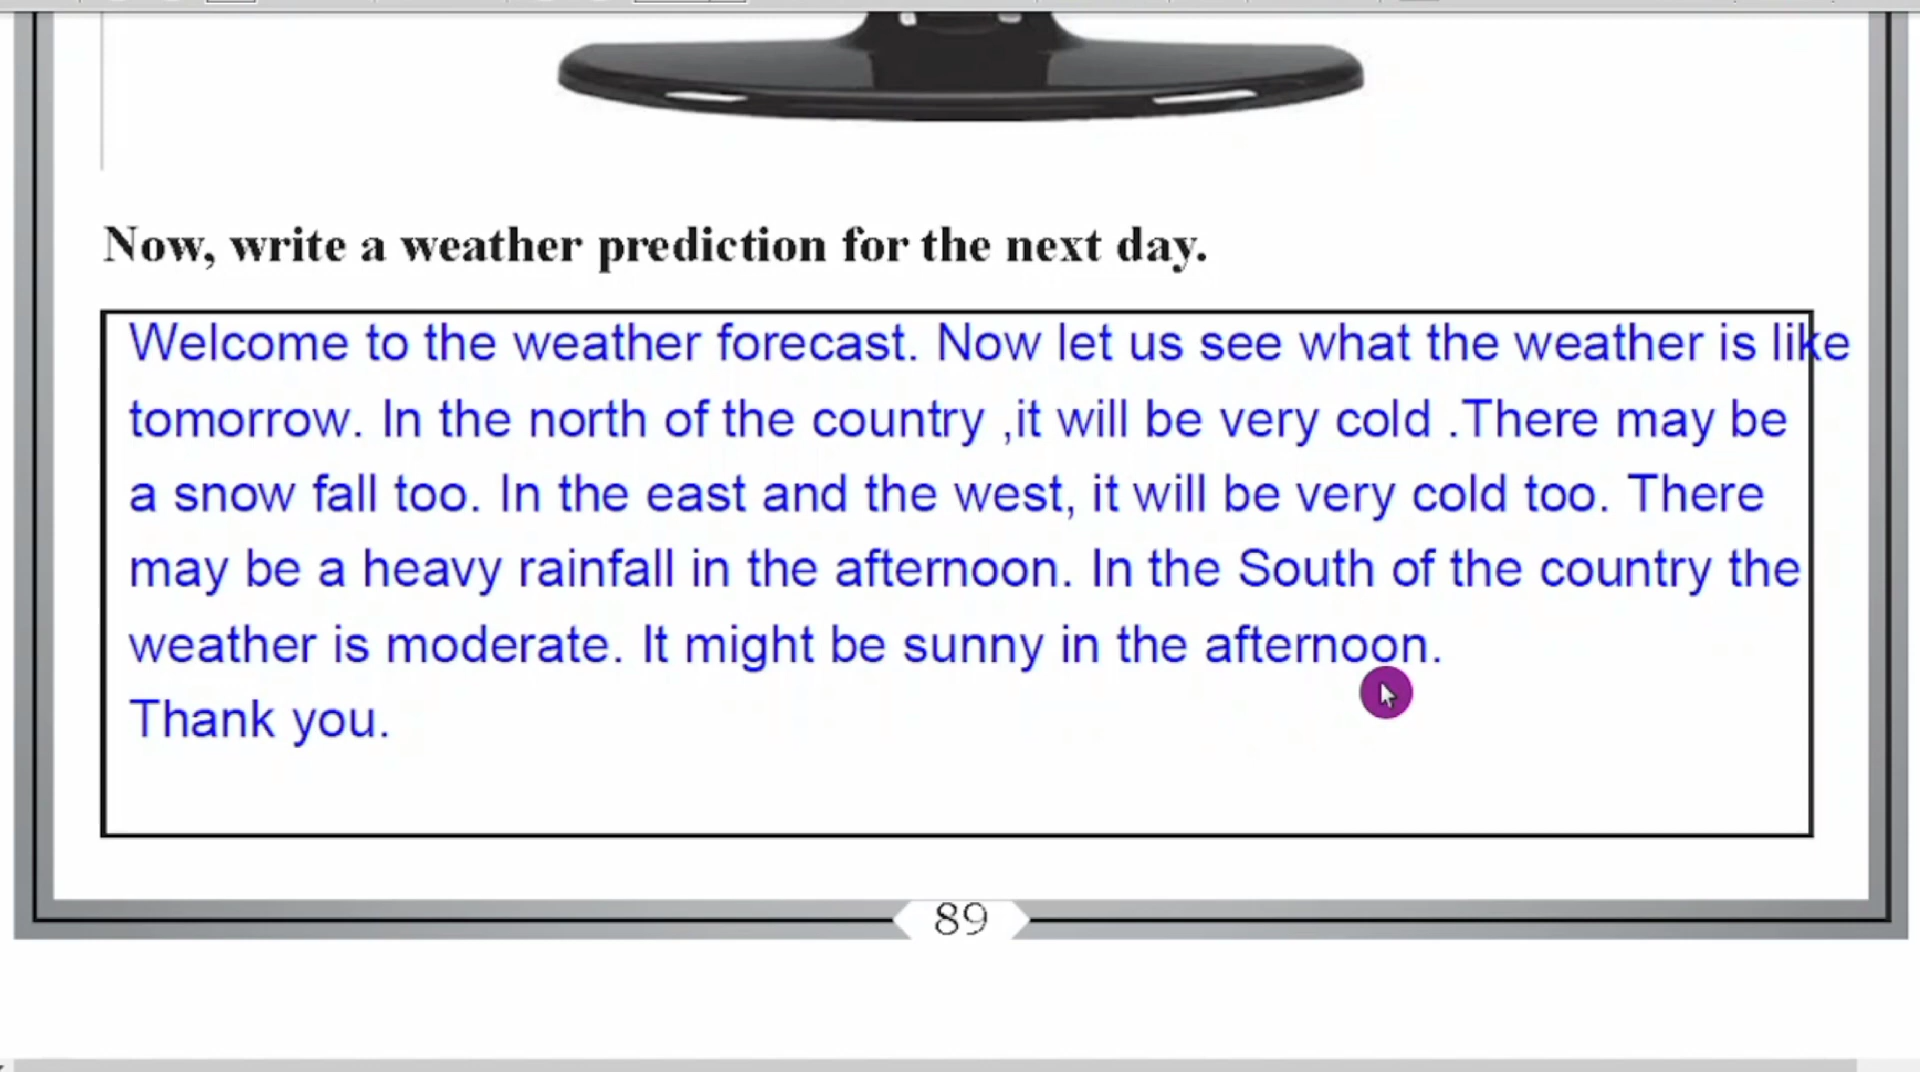 Now, write a weather prediction for the next day.
Welcome to the weather forecast. Now let us see what the weather is like
tomorrow. In the north of the country ,it will be very cold .There may be
a snow fall too. In the east and the west, it will be very cold too. There
may be a heavy rainfall in the afternoon. In the South of the country the
weather is moderate. It might be sunny in the afternoon.
Thank you.
89